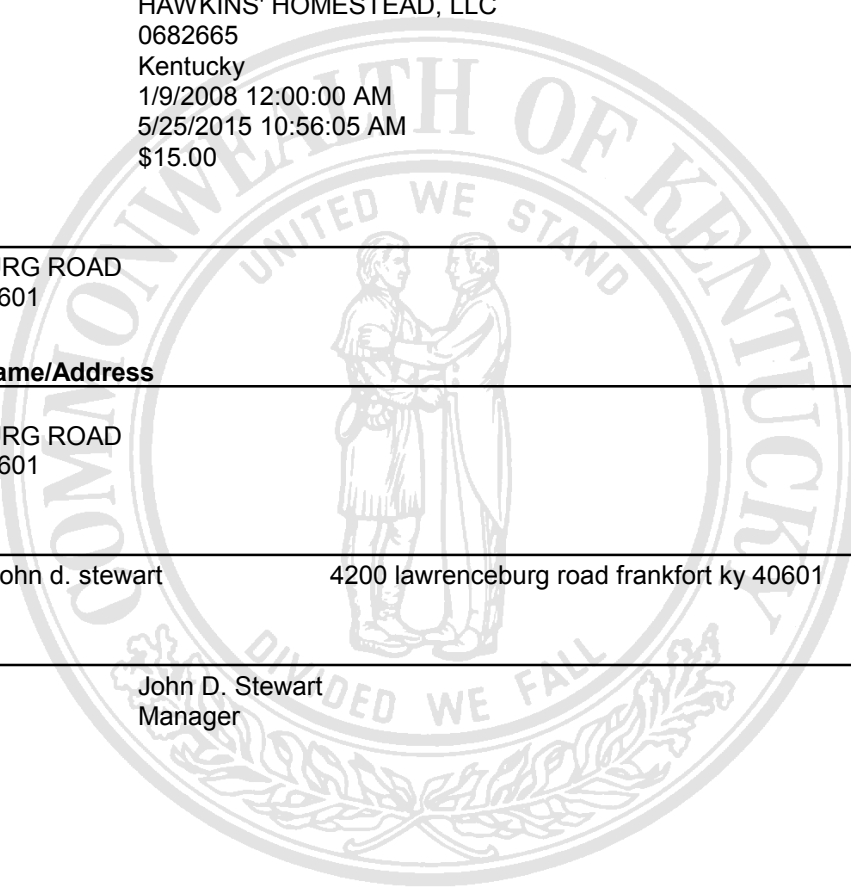 HAWKINS' HOMESTEAD, LLC
0682665
Kentucky
1/9/2008 12:00:00 AM
5/25/2015 10:56:05 AM
$15.00
COMMONWEALTH OF KENTUCKY
UNITED WE STAND
URG ROAD
601
ame/Address
URG ROAD
601
ohn d. stewart 4200 lawrenceburg road frankfort ky 40601
John D. Stewart
Manager
DIVIDED WE FALL